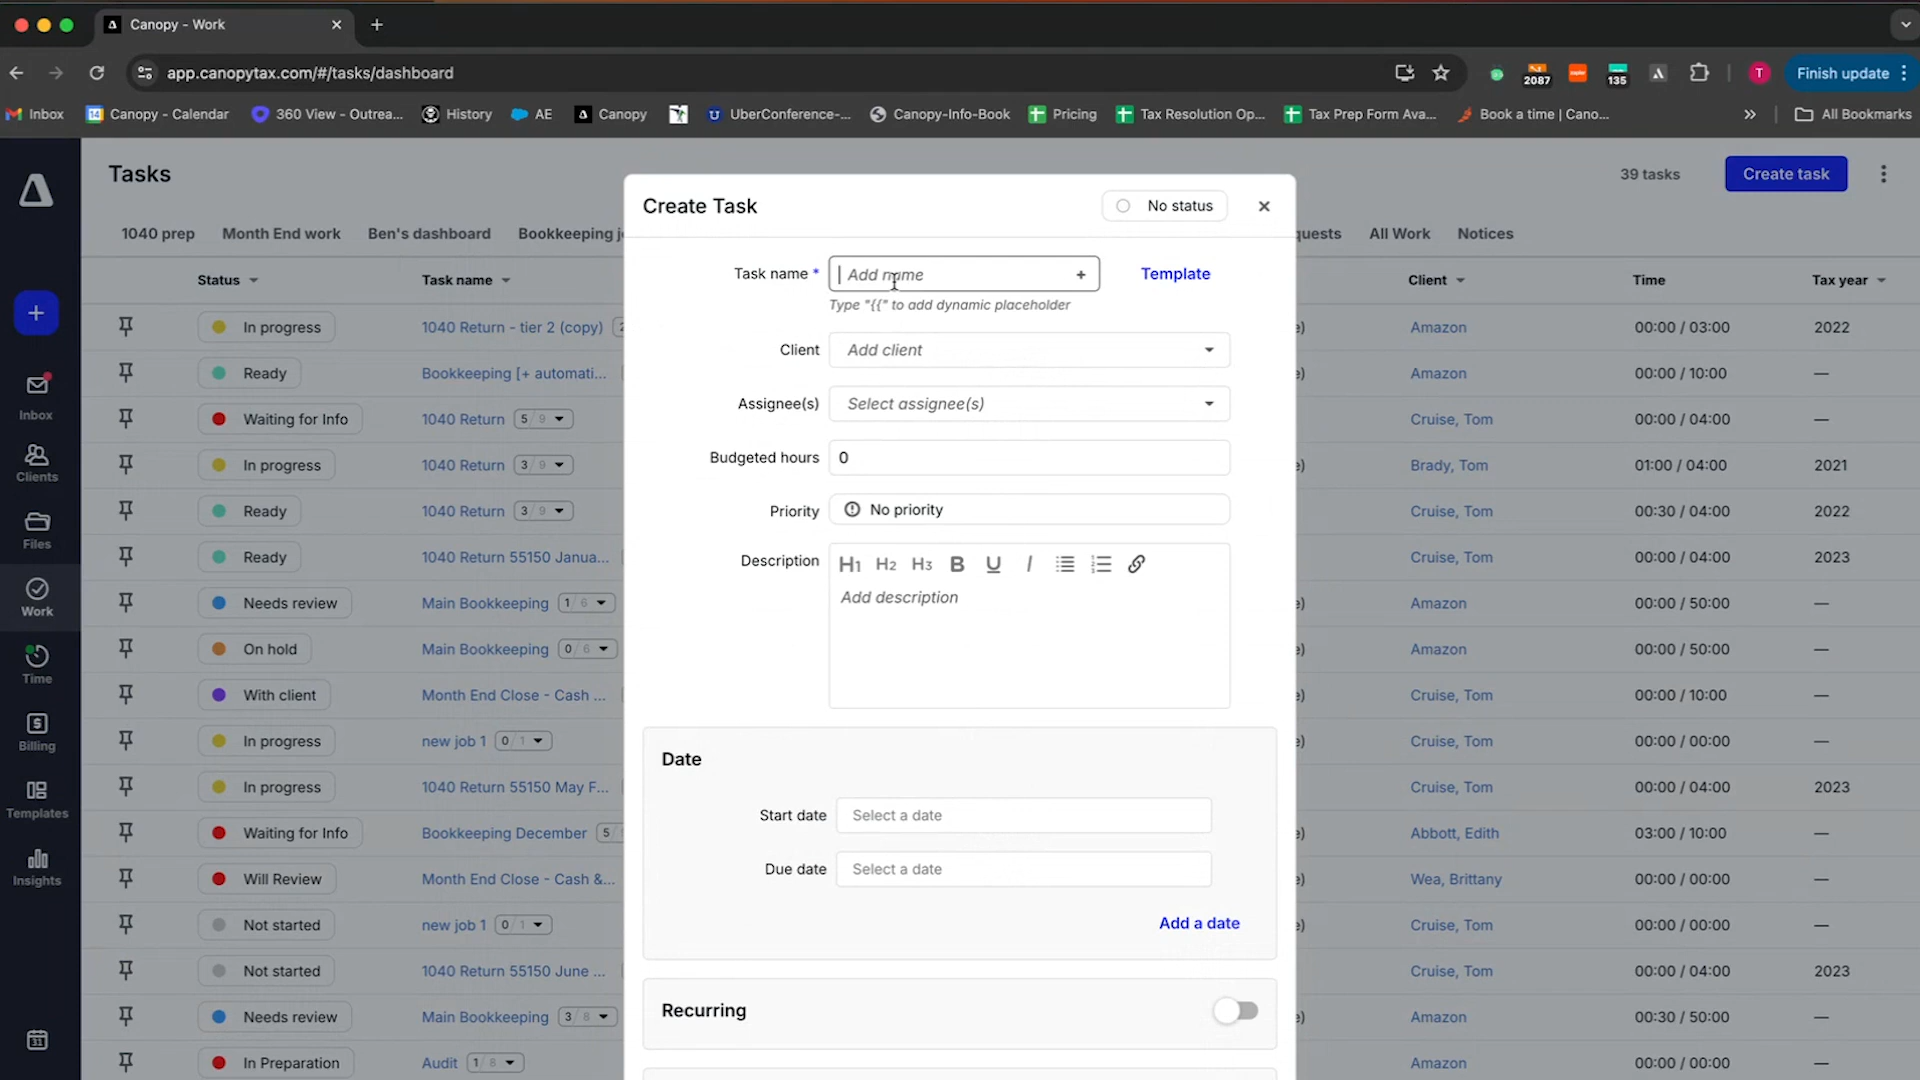 Canopy - Work
app.canopytax.com/#/tasks/dashboard
2087
135
T
Finish update
Inbox
14 Canopy - Calendar
360 View - Outrea...
History
AE
Canopy
UberConference-...
Canopy-Info-Book
Pricing
Tax Resolution Op...
Tax Prep Form Ava...
Book a time | Cano...
All Bookmarks
Tasks
39 tasks
Create task
1040 prep
Month End work
Ben's dashboard
Bookkeeping j
quests
All Work
Notices
Status
Task name
Client
Time
Tax year
In progress 1040 Return - tier 2 (copy) 2 e) Amazon 00:00 / 03:00 2022
Ready Bookkeeping [+ automati... e) Amazon 00:00 / 10:00 —
Waiting for Info 1040 Return 5 / 9 Cruise, Tom 00:00 / 04:00 —
In progress 1040 Return 3 / 9 e) Brady, Tom 01:00 / 04:00 2021
Ready 1040 Return 3 / 9 e) Cruise, Tom 00:30 / 04:00 2022
Ready 1040 Return 55150 Janua... e) Cruise, Tom 00:00 / 04:00 2023
Needs review Main Bookkeeping 1 / 6 Amazon 00:00 / 50:00 —
On hold Main Bookkeeping 0 / 6 e) Amazon 00:00 / 50:00 —
With client Month End Close - Cash ... Cruise, Tom 00:00 / 10:00 —
In progress new job 1 0 / 1 e) Cruise, Tom 00:00 / 00:00 —
In progress 1040 Return 55150 May F... e) Cruise, Tom 00:00 / 04:00 2023
Waiting for Info Bookkeeping December 5 Abbott, Edith 03:00 / 10:00 —
Will Review Month End Close - Cash &... Wea, Brittany 00:00 / 00:00 —
Not started new job 1 0 / 1 e) Cruise, Tom 00:00 / 00:00 —
Not started 1040 Return 55150 June ... Cruise, Tom 00:00 / 04:00 2023
Needs review Main Bookkeeping 3 / 8 e) Amazon 00:30 / 50:00 —
In Preparation Audit 1 / 8 Amazon 00:00 / 00:00 —
Inbox
Clients
Files
Work
Time
Billing
Templates
Insights
31
Create Task
No status
Task name *
Add name
Template
Type "{{" to add dynamic placeholder
Client
Add client
Assignee(s)
Select assignee(s)
Budgeted hours
0
Priority
No priority
Description
H1 H2 H3 B U I
Add description
Date
Start date
Select a date
Due date
Select a date
Add a date
Recurring